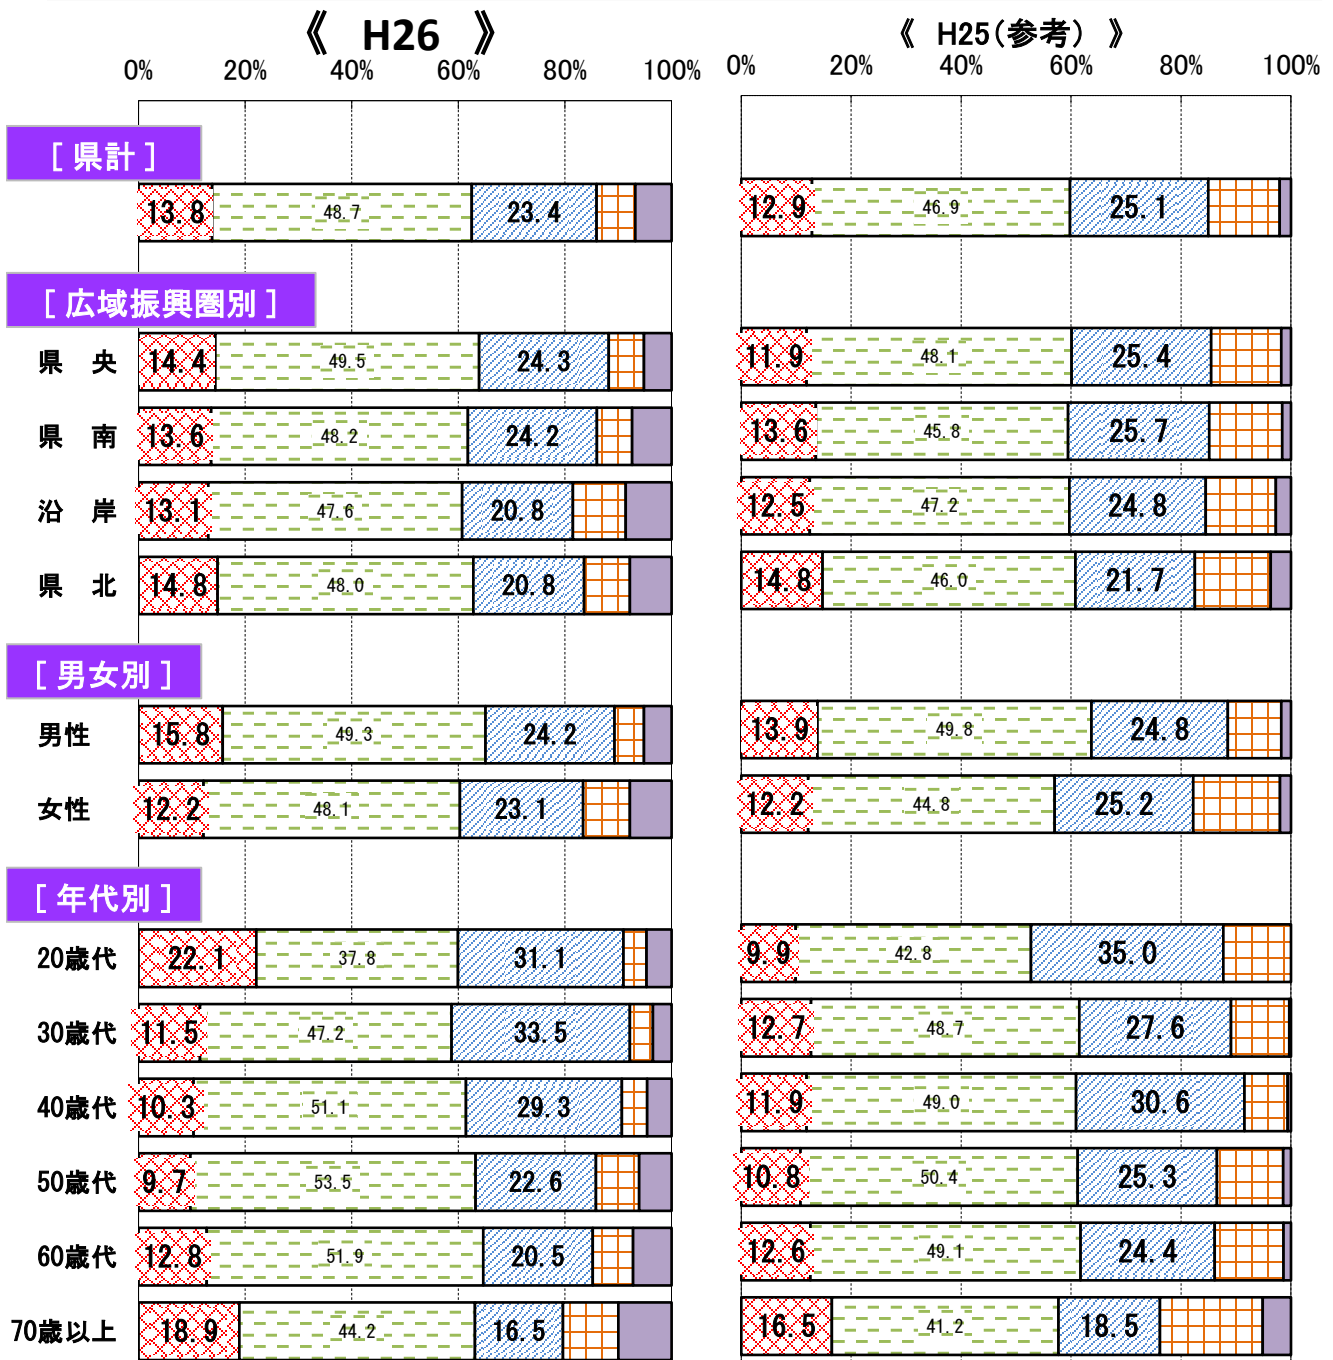 《 H26 》 《 H25(参考) 》
0% 20% 40% 60% 80% 100% 0% 20% 40% 60% 80% 100%
[ 県計 ]
13.8 48.7 23.4 12.9 46.9 25.1
[ 広域振興圏別 ]
県 央 14.4 49.5 24.3 11.9 48.1 25.4
県 南 13.6 48.2 24.2 13.6 45.8 25.7
沿 岸 13.1 47.6 20.8 12.5 47.2 24.8
県 北 14.8 48.0 20.8 14.8 46.0 21.7
[ 男女別 ]
男性 15.8 49.3 24.2 13.9 49.8 24.8
女性 12.2 48.1 23.1 12.2 44.8 25.2
[ 年代別 ]
20歳代 22.1 37.8 31.1 9.9 42.8 35.0
30歳代 11.5 47.2 33.5 12.7 48.7 27.6
40歳代 10.3 51.1 29.3 11.9 49.0 30.6
50歳代 9.7 53.5 22.6 10.8 50.4 25.3
60歳代 12.8 51.9 20.5 12.6 49.1 24.4
70歳以上 18.9 44.2 16.5 16.5 41.2 18.5